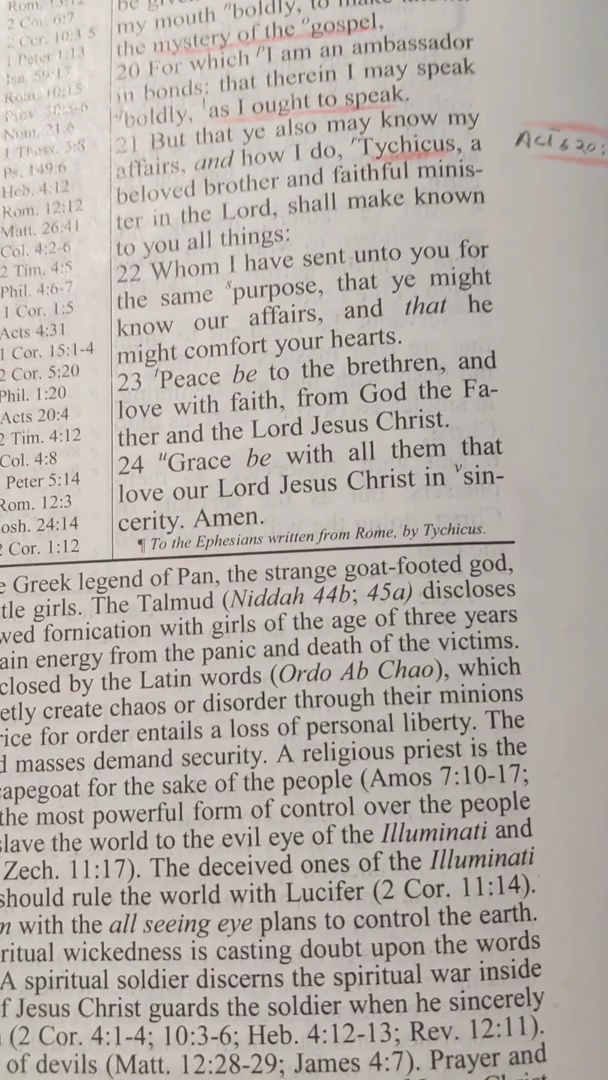 2 Cor. 6:7
2 Cor. 10:3-5
1 Peter 1:13
Isa. 59:17
Rom. 10:15
Num. 21:6
1 Thess. 5:8
Ps. 149:6
Heb. 4:12
Rom. 12:12
Matt. 26:41
Col. 4:2-6
2 Tim. 4:5
Phil. 4:6-7
1 Cor. 1:5
Acts 4:31
1 Cor. 15:1-4
2 Cor. 5:20
Phil. 1:20
Acts 20:4
2 Tim. 4:12
Col. 4:8
Peter 5:14
Rom. 12:3
osh. 24:14
2 Cor. 1:12
my mouth "boldly, to make
the mystery of the °gospel,
20 For which ᵖI am an ambassador
in bonds: that therein I may speak
boldly, as I ought to speak.
21 But that ye also may know my
affairs, and how I do, ʳTychicus, a
beloved brother and faithful minis-
ter in the Lord, shall make known
to you all things:
22 Whom I have sent unto you for
the same ˢpurpose, that ye might
know our affairs, and that he
might comfort your hearts.
23 ᵗPeace be to the brethren, and
love with faith, from God the Fa-
ther and the Lord Jesus Christ.
24 ᵘGrace be with all them that
love our Lord Jesus Christ in ᵛsin-
cerity. Amen.
¶ To the Ephesians written from Rome, by Tychicus.
Acts 20:
e Greek legend of Pan, the strange goat-footed god,
tle girls. The Talmud (Niddah 44b; 45a) discloses
wed fornication with girls of the age of three years
ain energy from the panic and death of the victims.
closed by the Latin words (Ordo Ab Chao), which
etly create chaos or disorder through their minions
rice for order entails a loss of personal liberty. The
d masses demand security. A religious priest is the
capegoat for the sake of the people (Amos 7:10-17;
the most powerful form of control over the people
slave the world to the evil eye of the Illuminati and
Zech. 11:17). The deceived ones of the Illuminati
should rule the world with Lucifer (2 Cor. 11:14).
n with the all seeing eye plans to control the earth.
ritual wickedness is casting doubt upon the words
A spiritual soldier discerns the spiritual war inside
f Jesus Christ guards the soldier when he sincerely
(2 Cor. 4:1-4; 10:3-6; Heb. 4:12-13; Rev. 12:11).
of devils (Matt. 12:28-29; James 4:7). Prayer and